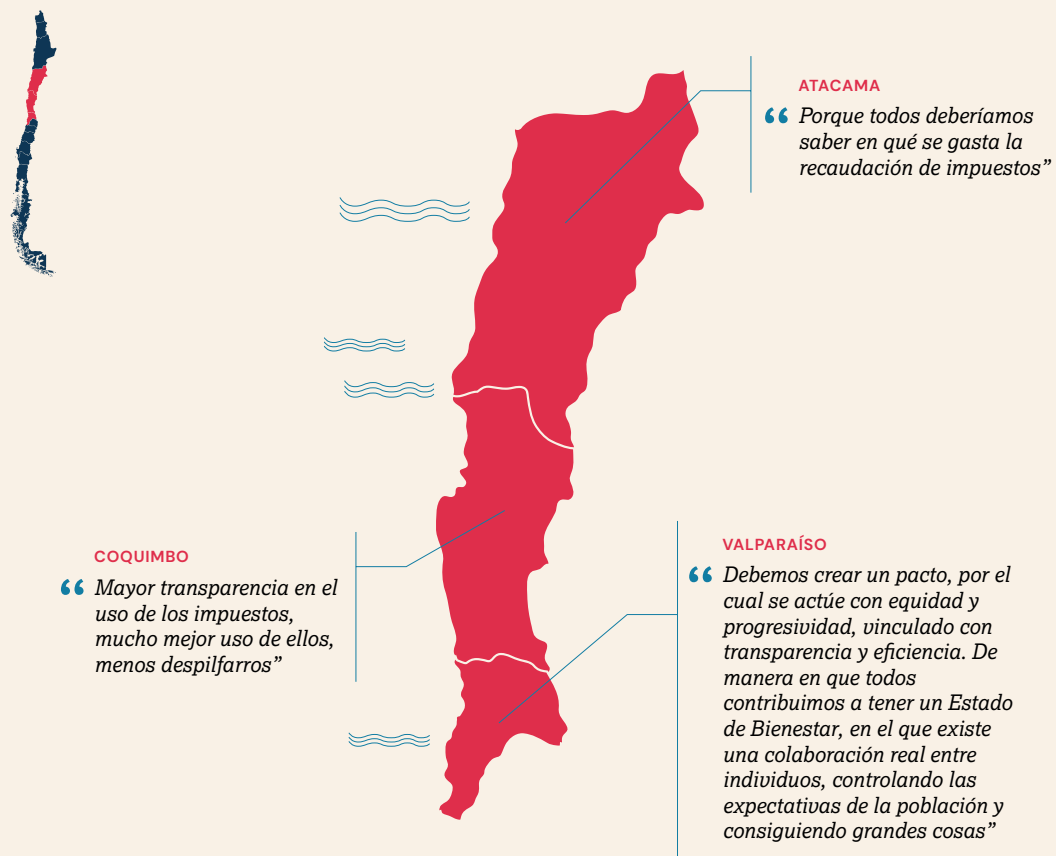 ATACAMA
“ Porque todos deberíamos
saber en qué se gasta la
recaudación de impuestos”
COQUIMBO
“ Mayor transparencia en el
uso de los impuestos,
mucho mejor uso de ellos,
menos despilfarros”
VALPARAÍSO
“ Debemos crear un pacto, por el
cual se actúe con equidad y
progresividad, vinculado con
transparencia y eficiencia. De
manera en que todos
contribuimos a tener un Estado
de Bienestar, en el que existe
una colaboración real entre
individuos, controlando las
expectativas de la población y
consiguiendo grandes cosas”